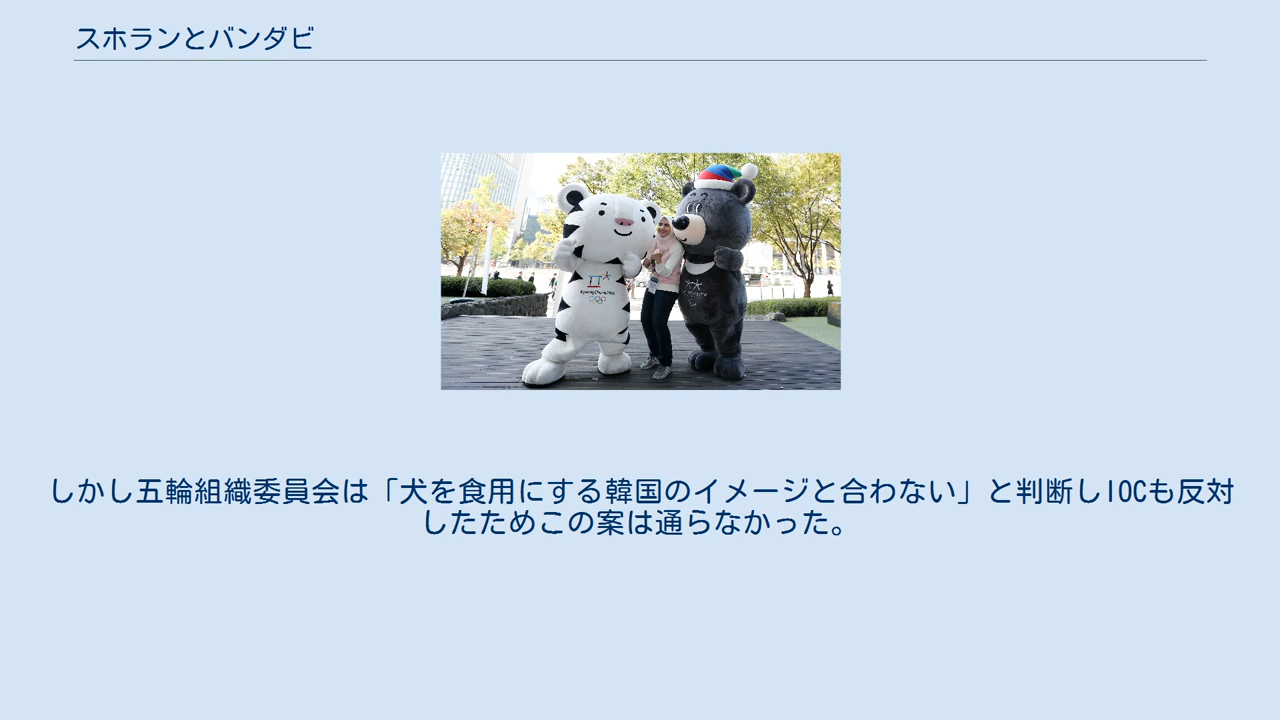 スホランとバンダビ
PyeongChang 2018
しかし五輪組織委員会は「犬を食用にする韓国のイメージと合わない」と判断しIOCも反対
したためこの案は通らなかった。